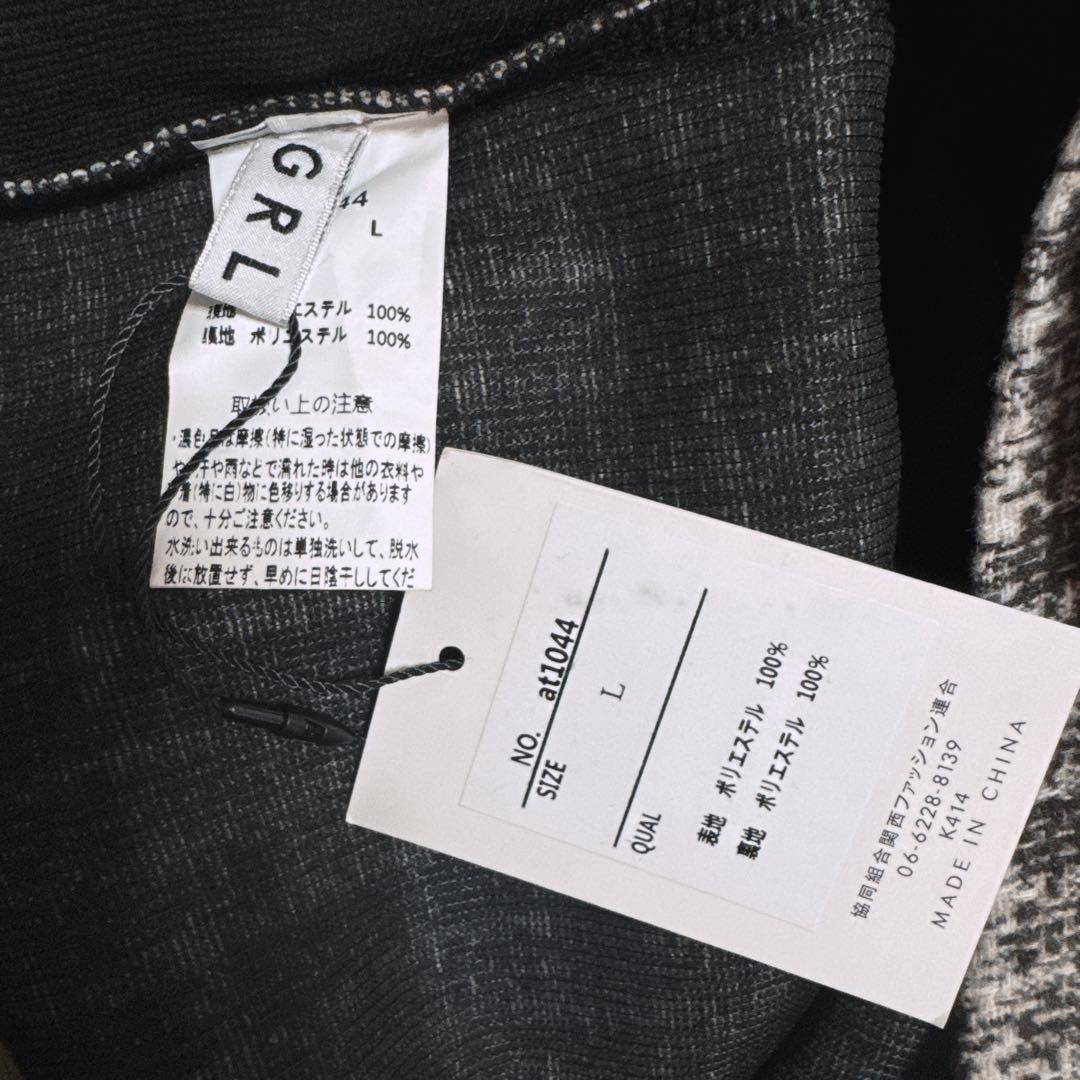 GRL
44
L
エステル 100%
裏地 ポリエステル 100%
取扱い上の注意
・濃色品は摩擦(特に湿った状態での摩擦)
や汗や雨などで濡れた時は他の衣料や
着(特に白)物に色移りする場合があります
ので、十分ご注意ください。
水洗い出来るものは単独洗いして、脱水
後に放置せず、早めに日陰干ししてくだ
NO. at1044
SIZE L
QUAL
表地 ポリエステル 100%
裏地 ポリエステル 100%
協同組合関西ファッション連合
06-6228-8139
K414
MADE IN CHINA